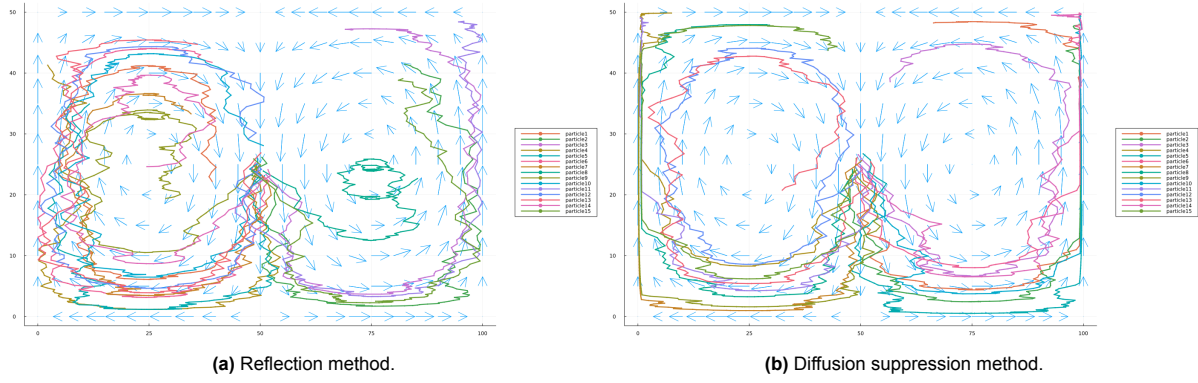 50
40
30
20
10
0
0
25
50
75
100
particle1
particle2
particle3
particle4
particle5
particle6
particle7
particle8
particle9
particle10
particle11
particle12
particle13
particle14
particle15
(a) Reflection method.
50
40
30
20
10
0
0
25
50
75
100
particle1
particle2
particle3
particle4
particle5
particle6
particle7
particle8
particle9
particle10
particle11
particle12
particle13
particle14
particle15
(b) Diffusion suppression method.